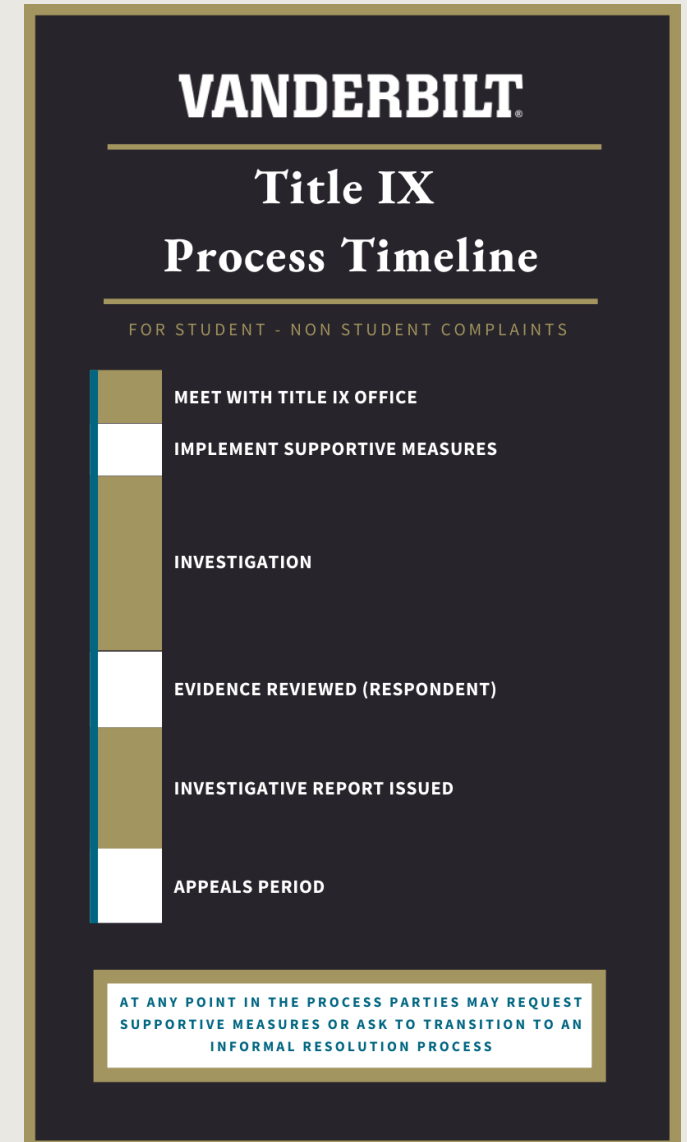 VANDERBILT®
Title IX
Process Timeline
FOR STUDENT - NON STUDENT COMPLAINTS
MEET WITH TITLE IX OFFICE
IMPLEMENT SUPPORTIVE MEASURES
INVESTIGATION
EVIDENCE REVIEWED (RESPONDENT)
INVESTIGATIVE REPORT ISSUED
APPEALS PERIOD
AT ANY POINT IN THE PROCESS PARTIES MAY REQUEST
SUPPORTIVE MEASURES OR ASK TO TRANSITION TO AN
INFORMAL RESOLUTION PROCESS